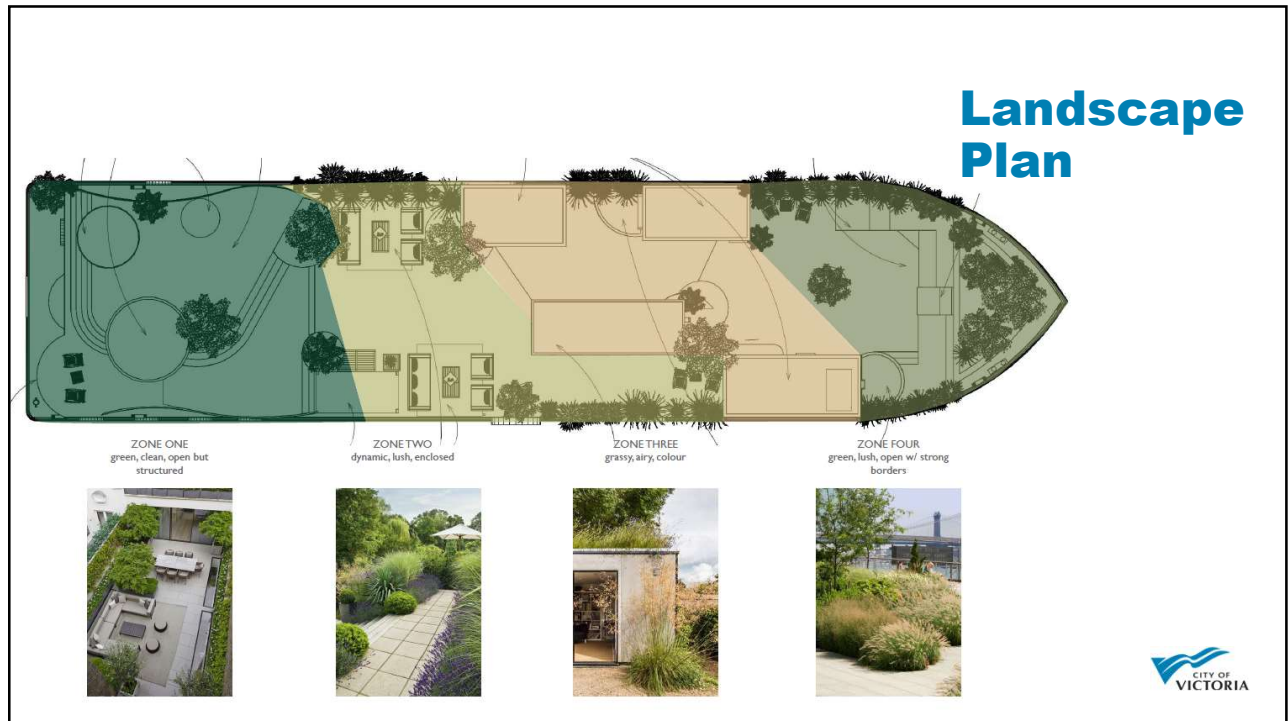 Landscape
Plan
ZONE ONE
green, clean, open but
structured
ZONE TWO
dynamic, lush, enclosed
ZONE THREE
grassy, airy, colour
ZONE FOUR
green, lush, open w/ strong
borders
CITY OF
VICTORIA